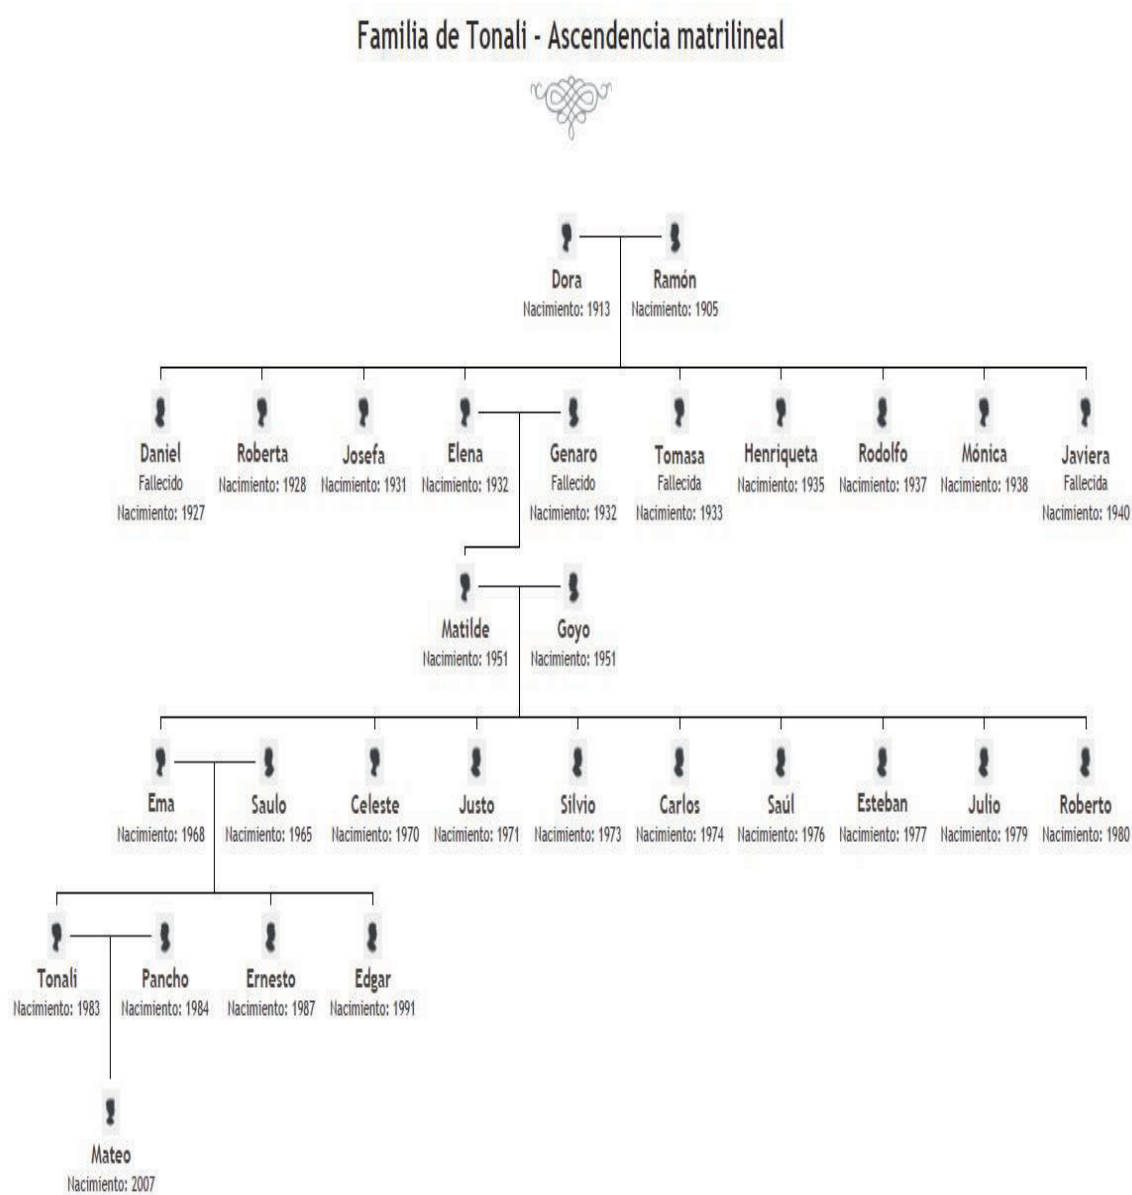 Familia de Tonali - Ascendencia matrilineal
Dora
Nacimiento: 1913
Ramón
Nacimiento: 1905
Daniel
Fallecido
Nacimiento: 1927
Roberta
Nacimiento: 1928
Josefa
Nacimiento: 1931
Elena
Nacimiento: 1932
Genaro
Fallecido
Nacimiento: 1932
Tomasa
Fallecida
Nacimiento: 1933
Henriqueta
Nacimiento: 1935
Rodolfo
Nacimiento: 1937
Mónica
Nacimiento: 1938
Javiera
Fallecida
Nacimiento: 1940
Matilde
Nacimiento: 1951
Goyo
Nacimiento: 1951
Ema
Nacimiento: 1968
Saulo
Nacimiento: 1965
Celeste
Nacimiento: 1970
Justo
Nacimiento: 1971
Silvio
Nacimiento: 1973
Carlos
Nacimiento: 1974
Saúl
Nacimiento: 1976
Esteban
Nacimiento: 1977
Julio
Nacimiento: 1979
Roberto
Nacimiento: 1980
Tonali
Nacimiento: 1983
Pancho
Nacimiento: 1984
Ernesto
Nacimiento: 1987
Edgar
Nacimiento: 1991
Mateo
Nacimiento: 2007